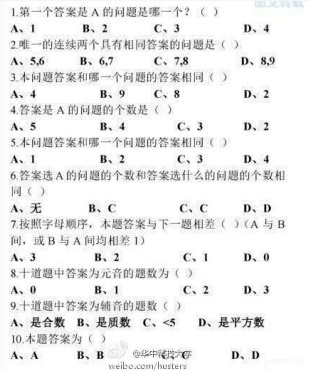 1.第一个答案是 A 的问题是哪一个？（ ）
A、1 B、2 C、3 D、4
2.唯一的连续两个具有相同答案的问题是（ ）
A、5,6 B、6,7 C、7,8 D、8,9
3.本问题答案和哪一个问题的答案相同（ ）
A、4 B、9 C、8 D、2
4.答案是 A 的问题的个数是（ ）
A、5 B、4 C、3 D、2
5.本问题答案和哪一个问题的答案相同（ ）
A、1 B、2 C、3 D、4
6.答案选 A 的问题的个数和答案选什么的问题的个数相
同（ ）
A、无 B、C C、C D、D
7.按照字母顺序，本题答案与下一题相差（ ）（A 与 B
间，或 B 与 A 间均相差 1）
A、3 B、2 C、1 D、0
8.十道题中答案为元音的题数为（ ）
A、0 B、1 C、2 D、3
9.十道题中答案为辅音的题数（ ）
A、是合数 B、是质数 C、<5 D、是平方数
10.本题答案为（ ）
A、A B、B C、C D、D
@华中科技大学
weibo.com/husters